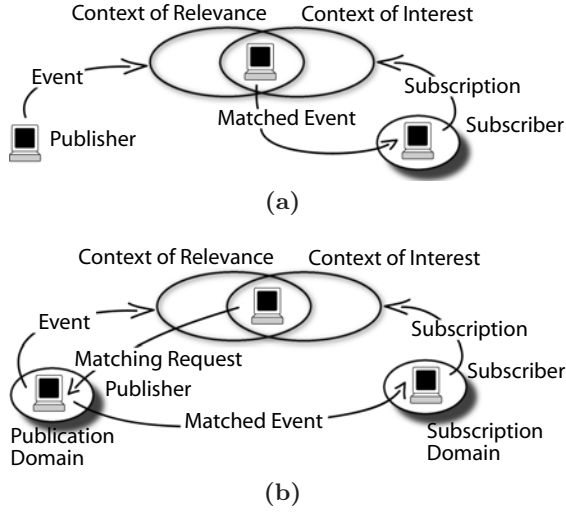 Context of Relevance Context of Interest
Event
Subscription
Publisher
Matched Event
Subscriber
(a)
Context of Relevance Context of Interest
Event
Subscription
Matching Request
Publisher
Subscriber
Matched Event
Publication
Domain
Subscription
Domain
(b)